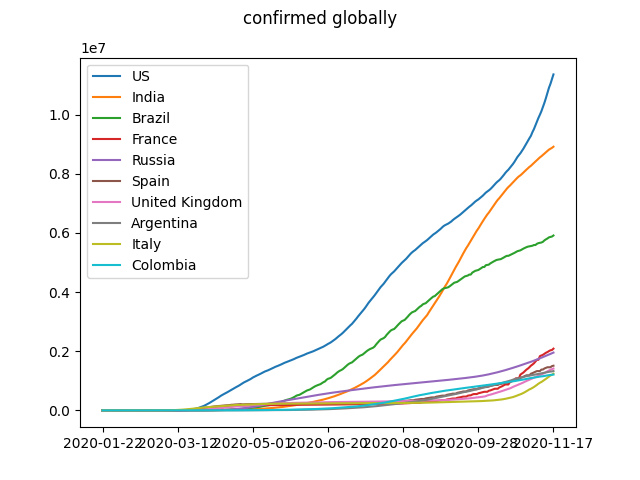 confirmed globally
1e7
US
India
Brazil
France
Russia
Spain
United Kingdom
Argentina
Italy
Colombia
1.0
0.8
0.6
0.4
0.2
0.0
2020-01-22 2020-03-12 2020-05-01 2020-06-20 2020-08-09 2020-09-28 2020-11-17